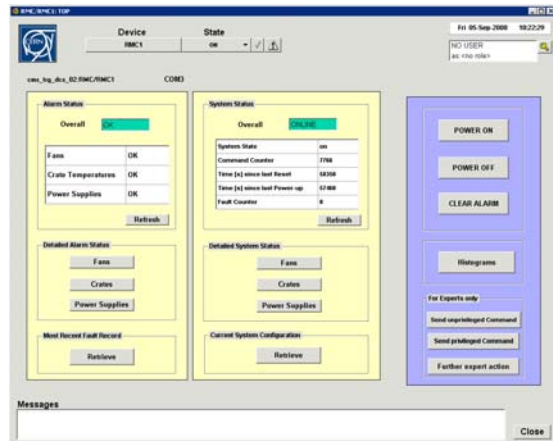 RMC/RMC1: TOP
Device
State
Fri 05-Sep-2008 10:22:29
RMC1
on
NO USER
as <no role>
cms_hg_dcs_02:RMC/RMC1
COM3
Alarm Status
Overall OK
Fans OK
Crate Temperatures OK
Power Supplies OK
Refresh
Detailed Alarm Status
Fans
Crates
Power Supplies
Most Recent Fault Record
Retrieve
System Status
Overall ONLINE
System State on
Command Counter 7760
Time [s] since last Reset
Time [s] since last Power up 57460
Fault Counter 0
Refresh
Detailed System Status
Fans
Crates
Power Supplies
Current System Configuration
Retrieve
POWER ON
POWER OFF
CLEAR ALARM
Histograms
For Experts only
Send unprivileged Command
Send privileged Command
Further expert action
Messages
Close